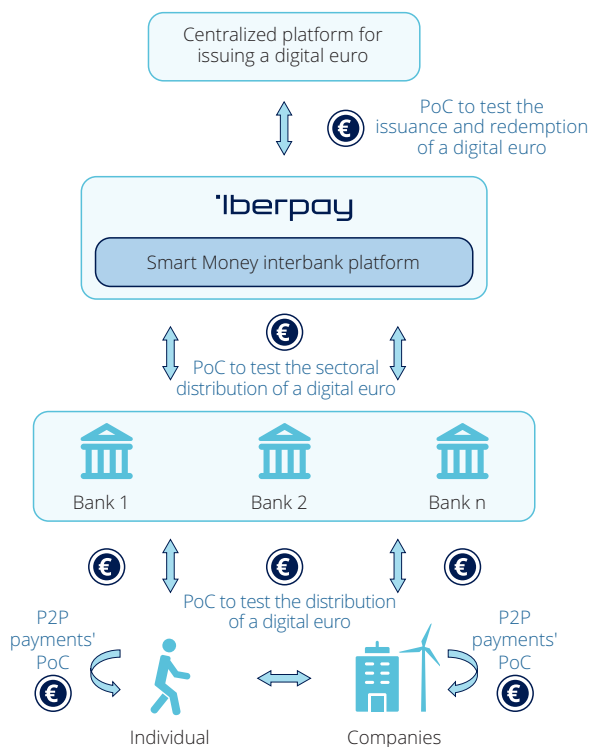 Centralized platform for
issuing a digital euro
PoC to test the
issuance and redemption
of a digital euro
Iberpay
Smart Money interbank platform
PoC to test the sectoral
distribution of a digital euro
Bank 1
Bank 2
Bank n
PoC to test the distribution
of a digital euro
P2P
payments'
PoC
P2P
payments'
PoC
Individual
Companies